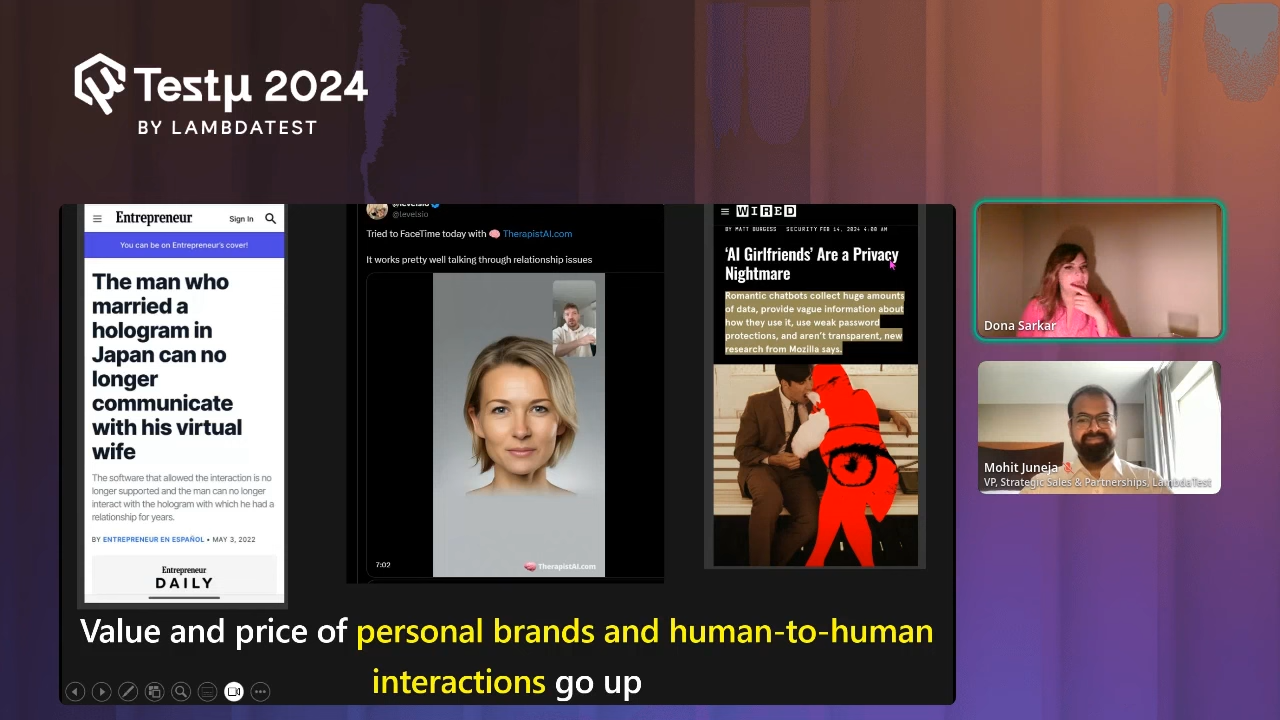 Testμ 2024
BY LAMBDATEST
Entrepreneur
Sign In
You can be on Entrepreneur's cover!
The man who
married a
hologram in
Japan can no
longer
communicate
with his virtual
wife
The software that allowed the interaction is no
longer supported and the man can no longer
interact with the hologram with which he had a
relationship for years.
BY ENTREPRENEUR EN ESPAÑOL • MAY 3, 2022
Entrepreneur
DAILY
@levelsio
@levelsio
Tried to FaceTime today with 🧠 TherapistAI.com
It works pretty well talking through relationship issues
7:02
TherapistAI.com
WIRED
BY MATT BURGESS SECURITY FEB 14, 2024 4:00 AM
'AI Girlfriends' Are a Privacy
Nightmare
Romantic chatbots collect huge amounts
of data, provide vague information about
how they use it, use weak password
protections, and aren't transparent, new
research from Mozilla says.
Value and price of personal brands and human-to-human
interactions go up
Dona Sarkar
Mohit Juneja
VP, Strategic Sales & Partnerships, LambdaTest